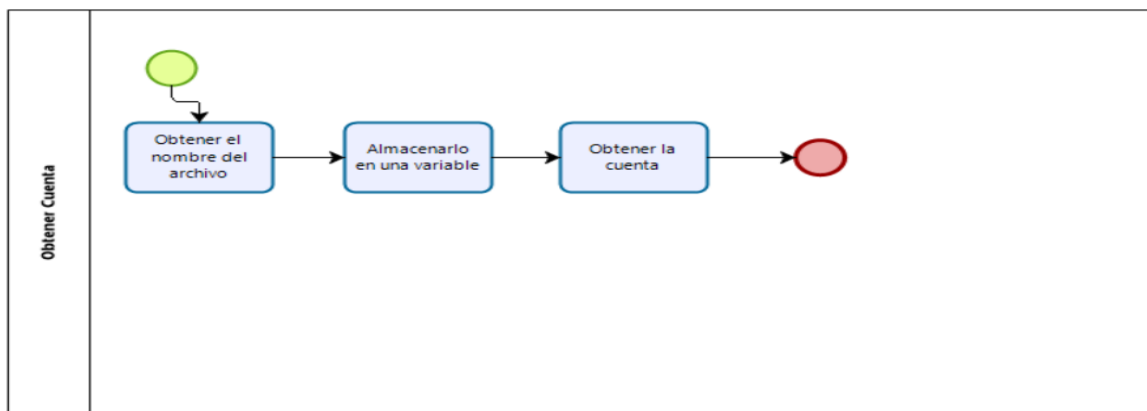 Obtener Cuenta
Obtener el
nombre del
archivo
Almacenarlo
en una variable
Obtener la
cuenta